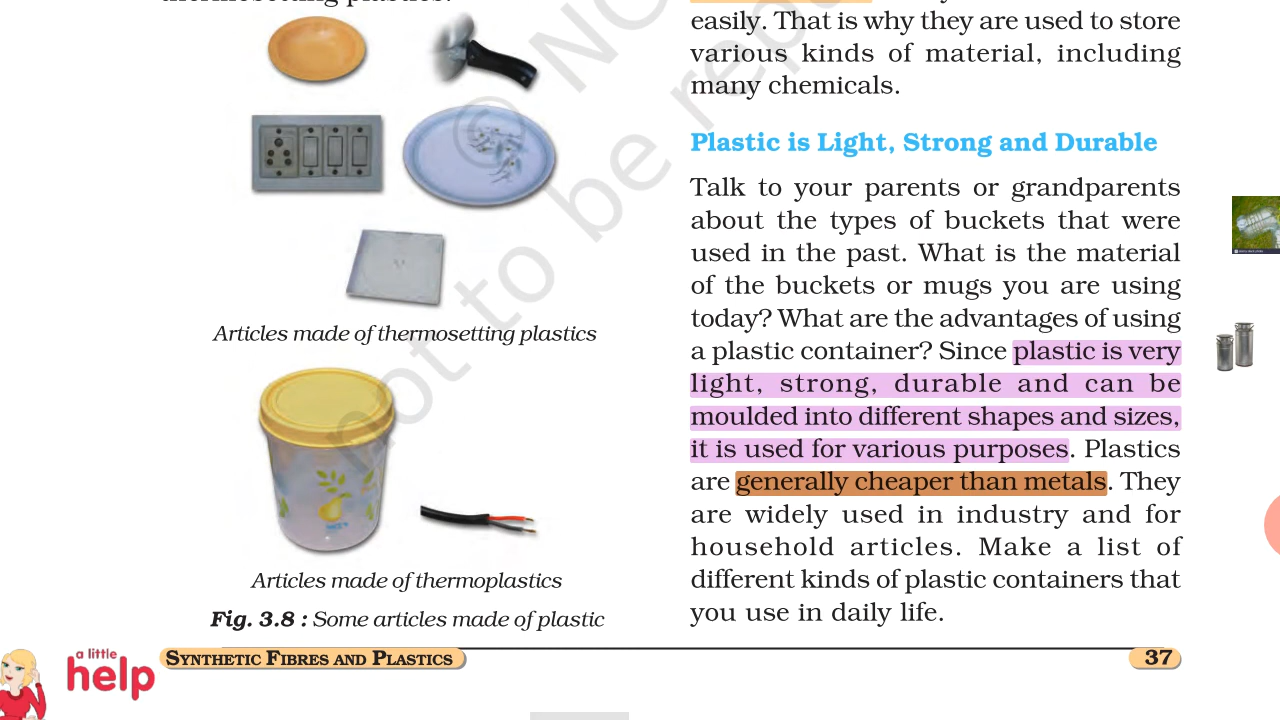 thermosetting plastics.
Articles made of thermosetting plastics
Articles made of thermoplastics
Fig. 3.8 : Some articles made of plastic
easily. That is why they are used to store
various kinds of material, including
many chemicals.
Plastic is Light, Strong and Durable
Talk to your parents or grandparents
about the types of buckets that were
used in the past. What is the material
of the buckets or mugs you are using
today? What are the advantages of using
a plastic container? Since plastic is very
light, strong, durable and can be
moulded into different shapes and sizes,
it is used for various purposes. Plastics
are generally cheaper than metals. They
are widely used in industry and for
household articles. Make a list of
different kinds of plastic containers that
you use in daily life.
a little
help
SYNTHETIC FIBRES AND PLASTICS
37
not to be rep
© NC